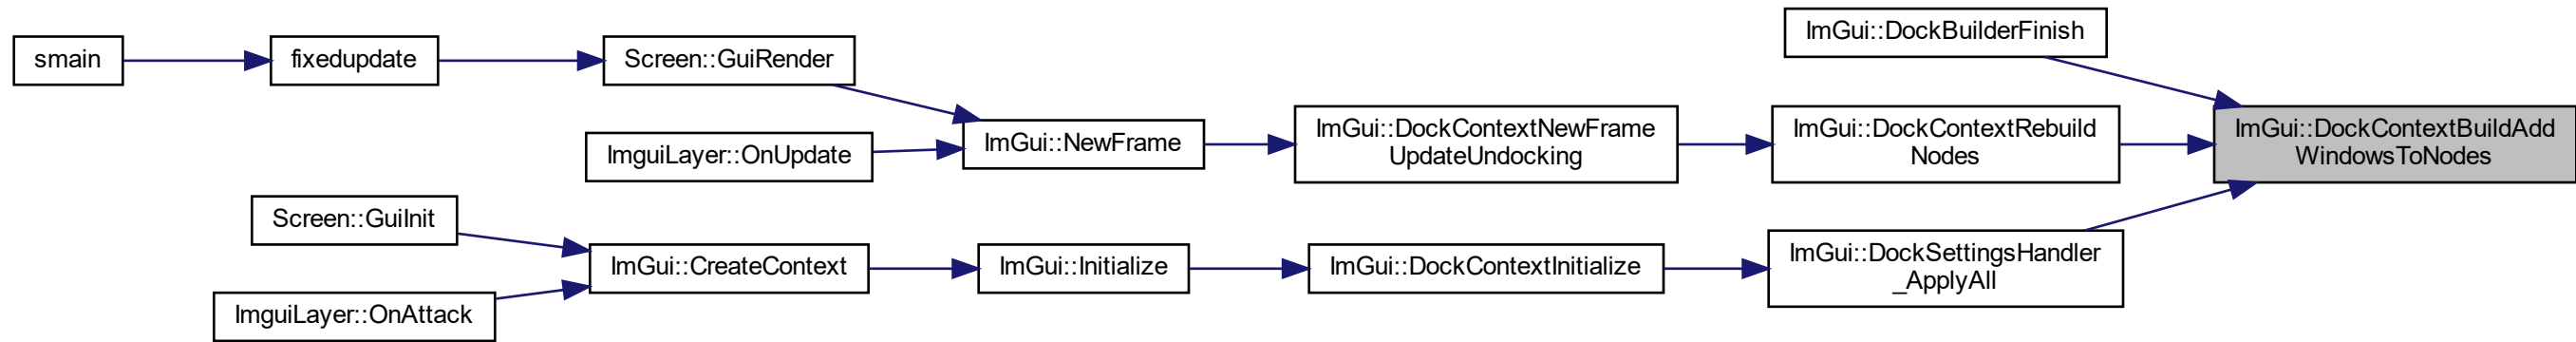 ImGui::DockBuilderFinish
smain
fixedupdate
Screen::GuiRender
ImGui::DockContextNewFrame
UpdateUndocking
ImGui::DockContextRebuild
Nodes
ImGui::DockContextBuildAdd
WindowsToNodes
ImguiLayer::OnUpdate
ImGui::NewFrame
Screen::GuiInit
ImGui::CreateContext
ImGui::Initialize
ImGui::DockContextInitialize
ImGui::DockSettingsHandler
_ApplyAll
ImguiLayer::OnAttack